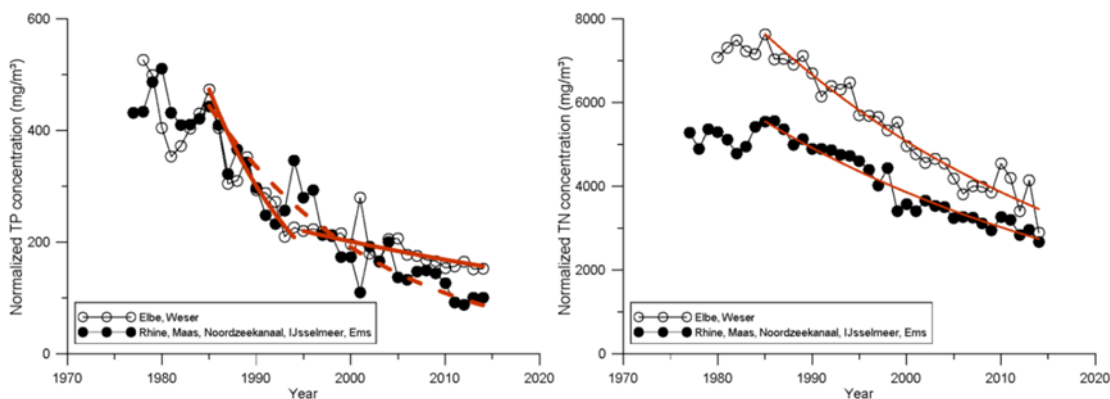 Normalized TP concentration (mg/m³)
600
400
200
0
Elbe, Weser
Rhine, Maas, Noordzeekanaal, IJsselmeer, Ems
1970 1980 1990 2000 2010 2020
Year
Normalized TN concentration (mg/m³)
8000
6000
4000
2000
0
Elbe, Weser
Rhine, Maas, Noordzeekanaal, IJsselmeer, Ems
1970 1980 1990 2000 2010 2020
Year